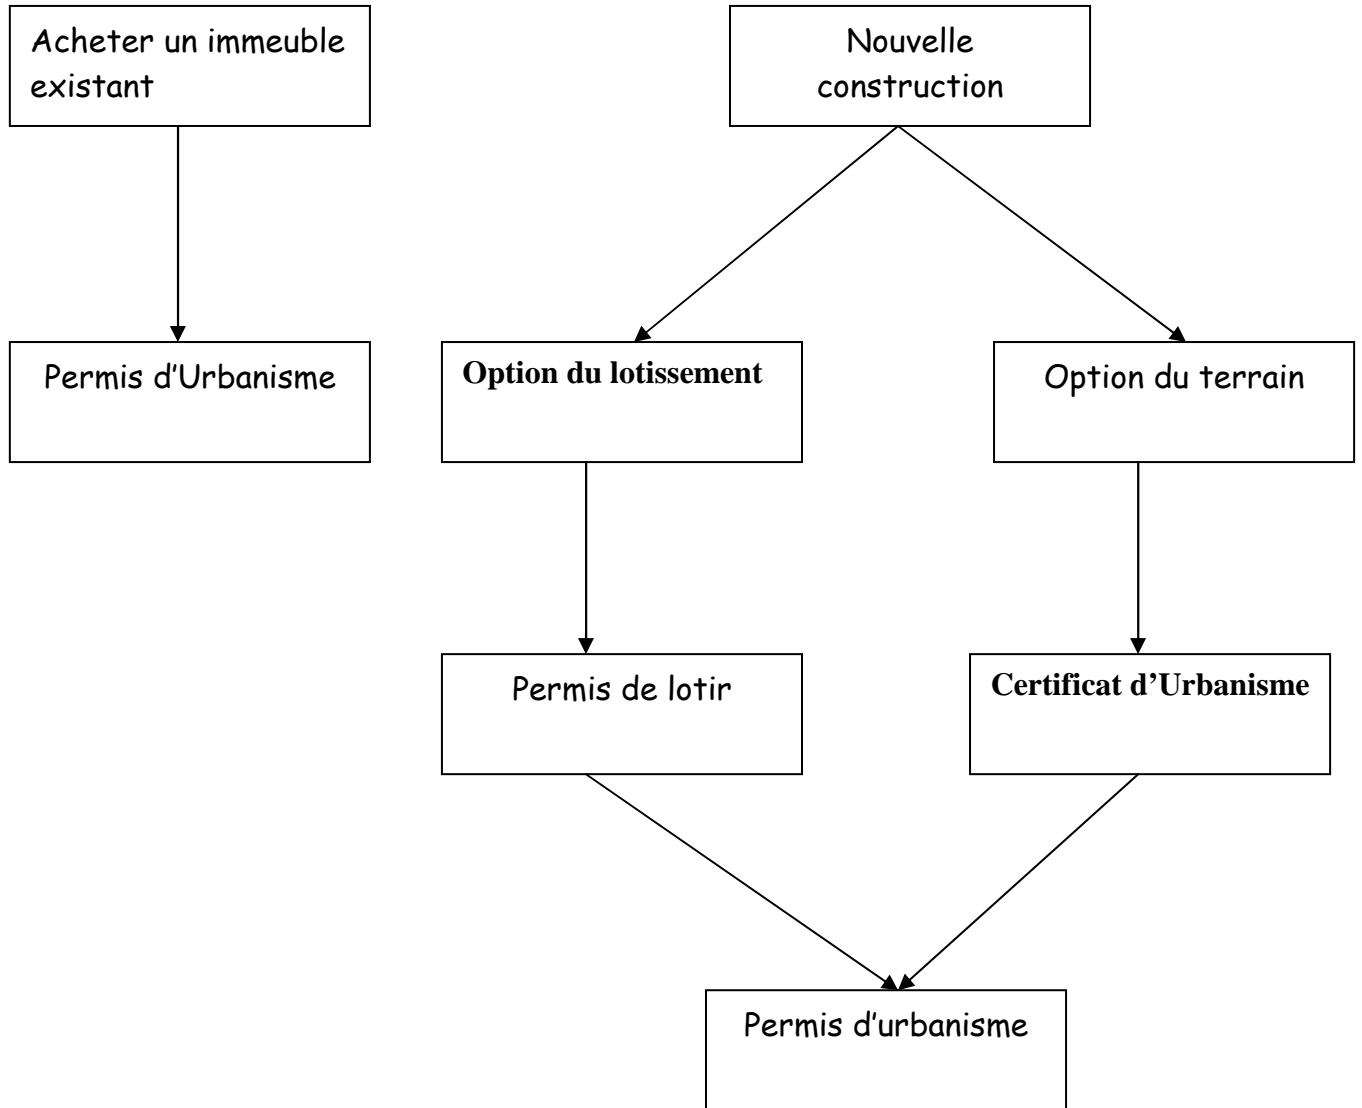 Acheter un immeuble
existant
Nouvelle
construction
Permis d'Urbanisme
Option du lotissement
Option du terrain
Permis de lotir
Certificat d’Urbanisme
Permis d'urbanisme